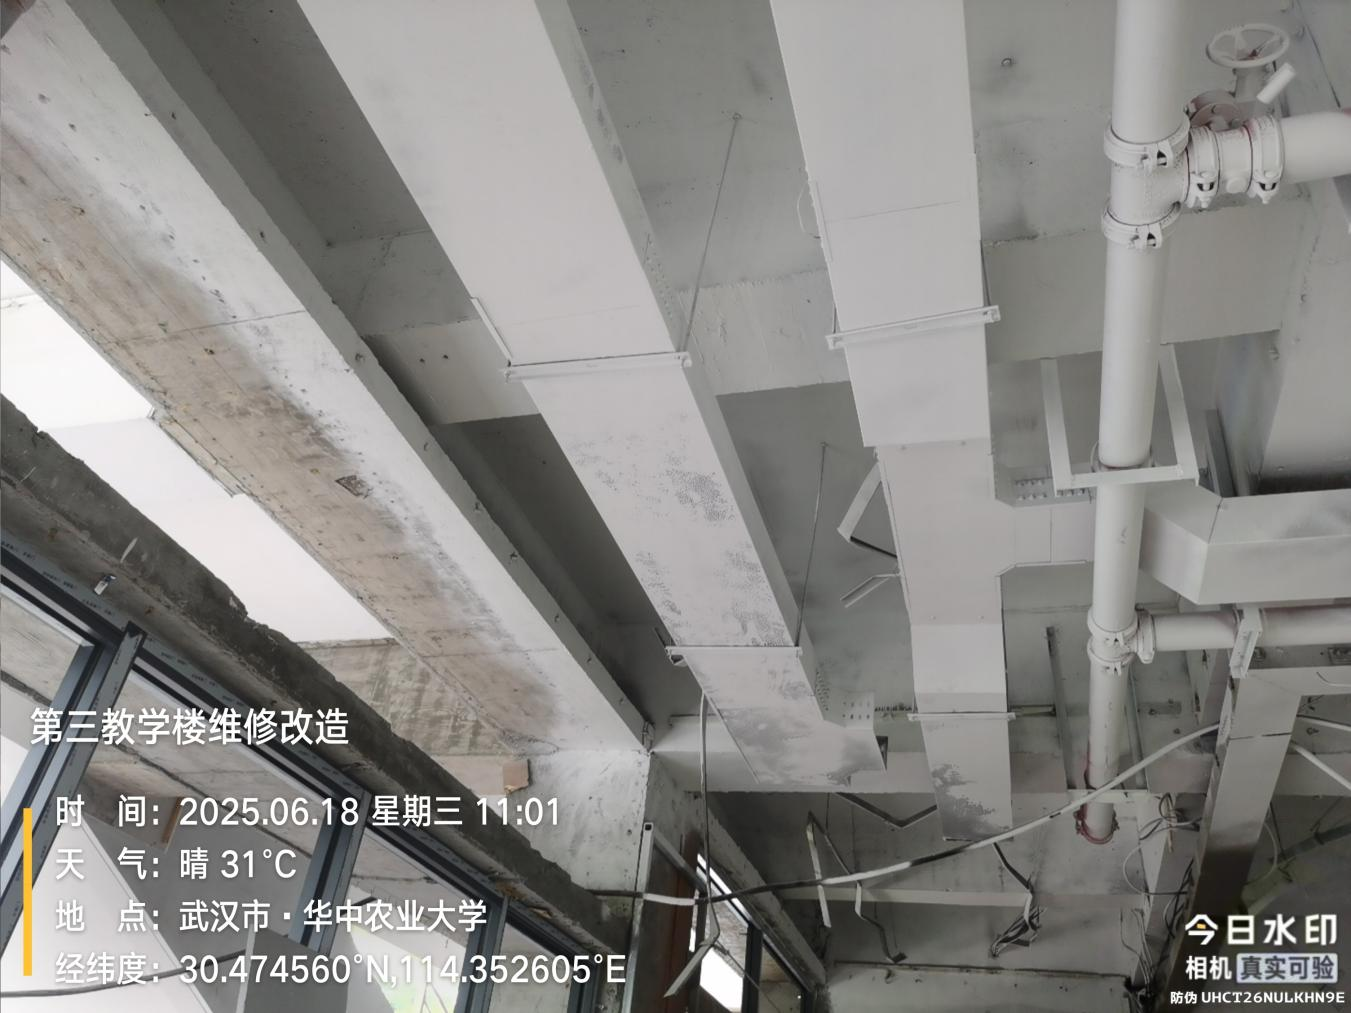 第三教学楼维修改造
时 间：2025.06.18 星期三 11:01
天 气：晴 31°C
地 点：武汉市·华中农业大学
经纬度：30.474560°N,114.352605°E
今日水印
相机 真实可验
防伪 UHCT26NULKHN9E